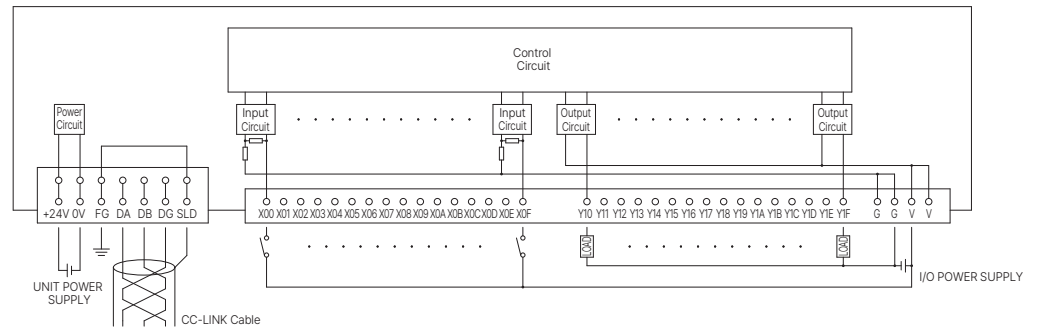 Control
Circuit
Power
Circuit
Input
Circuit
Input
Circuit
Output
Circuit
Output
Circuit
+24V 0V FG DA DB DG SLD
X00 X01 X02 X03 X04 X05 X06 X07 X08 X09 X0A X0B X0C X0D X0E X0F
Y10 Y11 Y12 Y13 Y14 Y15 Y16 Y17 Y18 Y19 Y1A Y1B Y1C Y1D Y1E Y1F G G V V
LOAD
LOAD
UNIT POWER
SUPPLY
I/O POWER SUPPLY
CC-LINK Cable